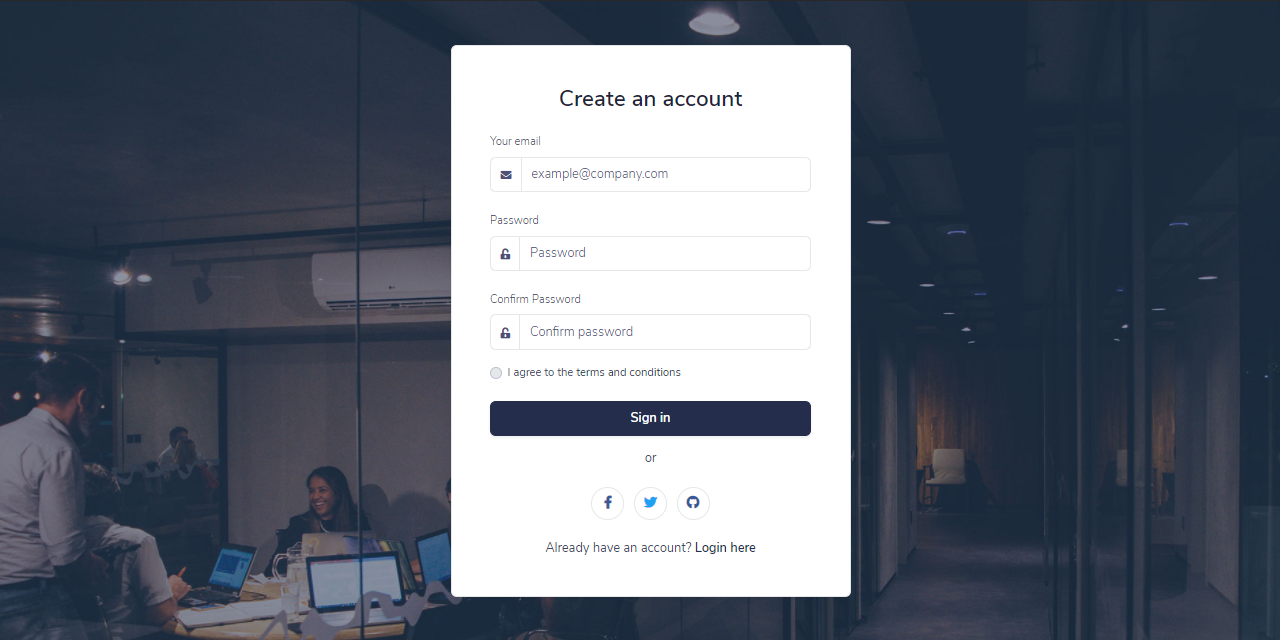 Create an account
Your email
example@company.com
Password
Password
Confirm Password
Confirm password
I agree to the terms and conditions
Sign in
or
Already have an account? Login here